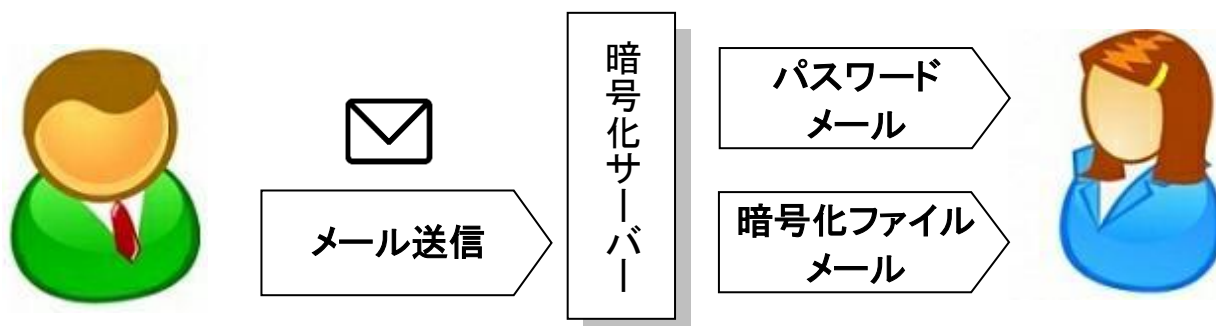 メール送信
暗号化サーバー
パスワード
メール
暗号化ファイル
メール